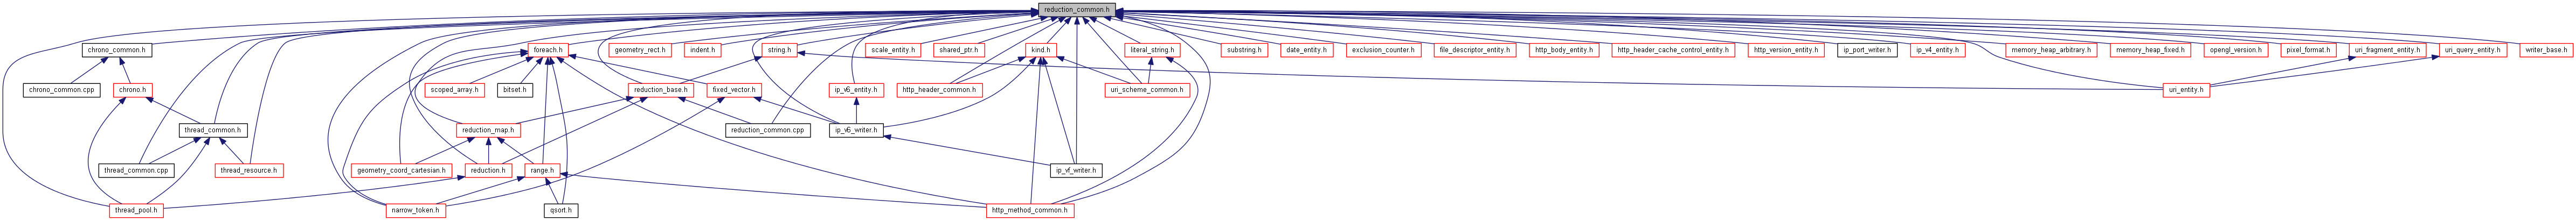 reduction_common.h
chrono_common.h
foreach.h
geometry_rect.h
indent.h
string.h
scale_entity.h
shared_ptr.h
kind.h
literal_string.h
substring.h
date_entity.h
exclusion_counter.h
file_descriptor_entity.h
http_body_entity.h
http_header_cache_control_entity.h
http_version_entity.h
ip_port_writer.h
ip_v4_entity.h
memory_heap_arbitrary.h
memory_heap_fixed.h
opengl_version.h
pixel_format.h
uri_fragment_entity.h
uri_query_entity.h
writer_base.h
chrono_common.cpp
chrono.h
scoped_array.h
bitset.h
reduction_base.h
fixed_vector.h
ip_v6_entity.h
http_header_common.h
uri_scheme_common.h
uri_entity.h
thread_common.h
reduction_map.h
reduction_common.cpp
ip_v6_writer.h
thread_common.cpp
thread_resource.h
geometry_coord_cartesian.h
reduction.h
range.h
ip_vf_writer.h
thread_pool.h
narrow_token.h
qsort.h
http_method_common.h